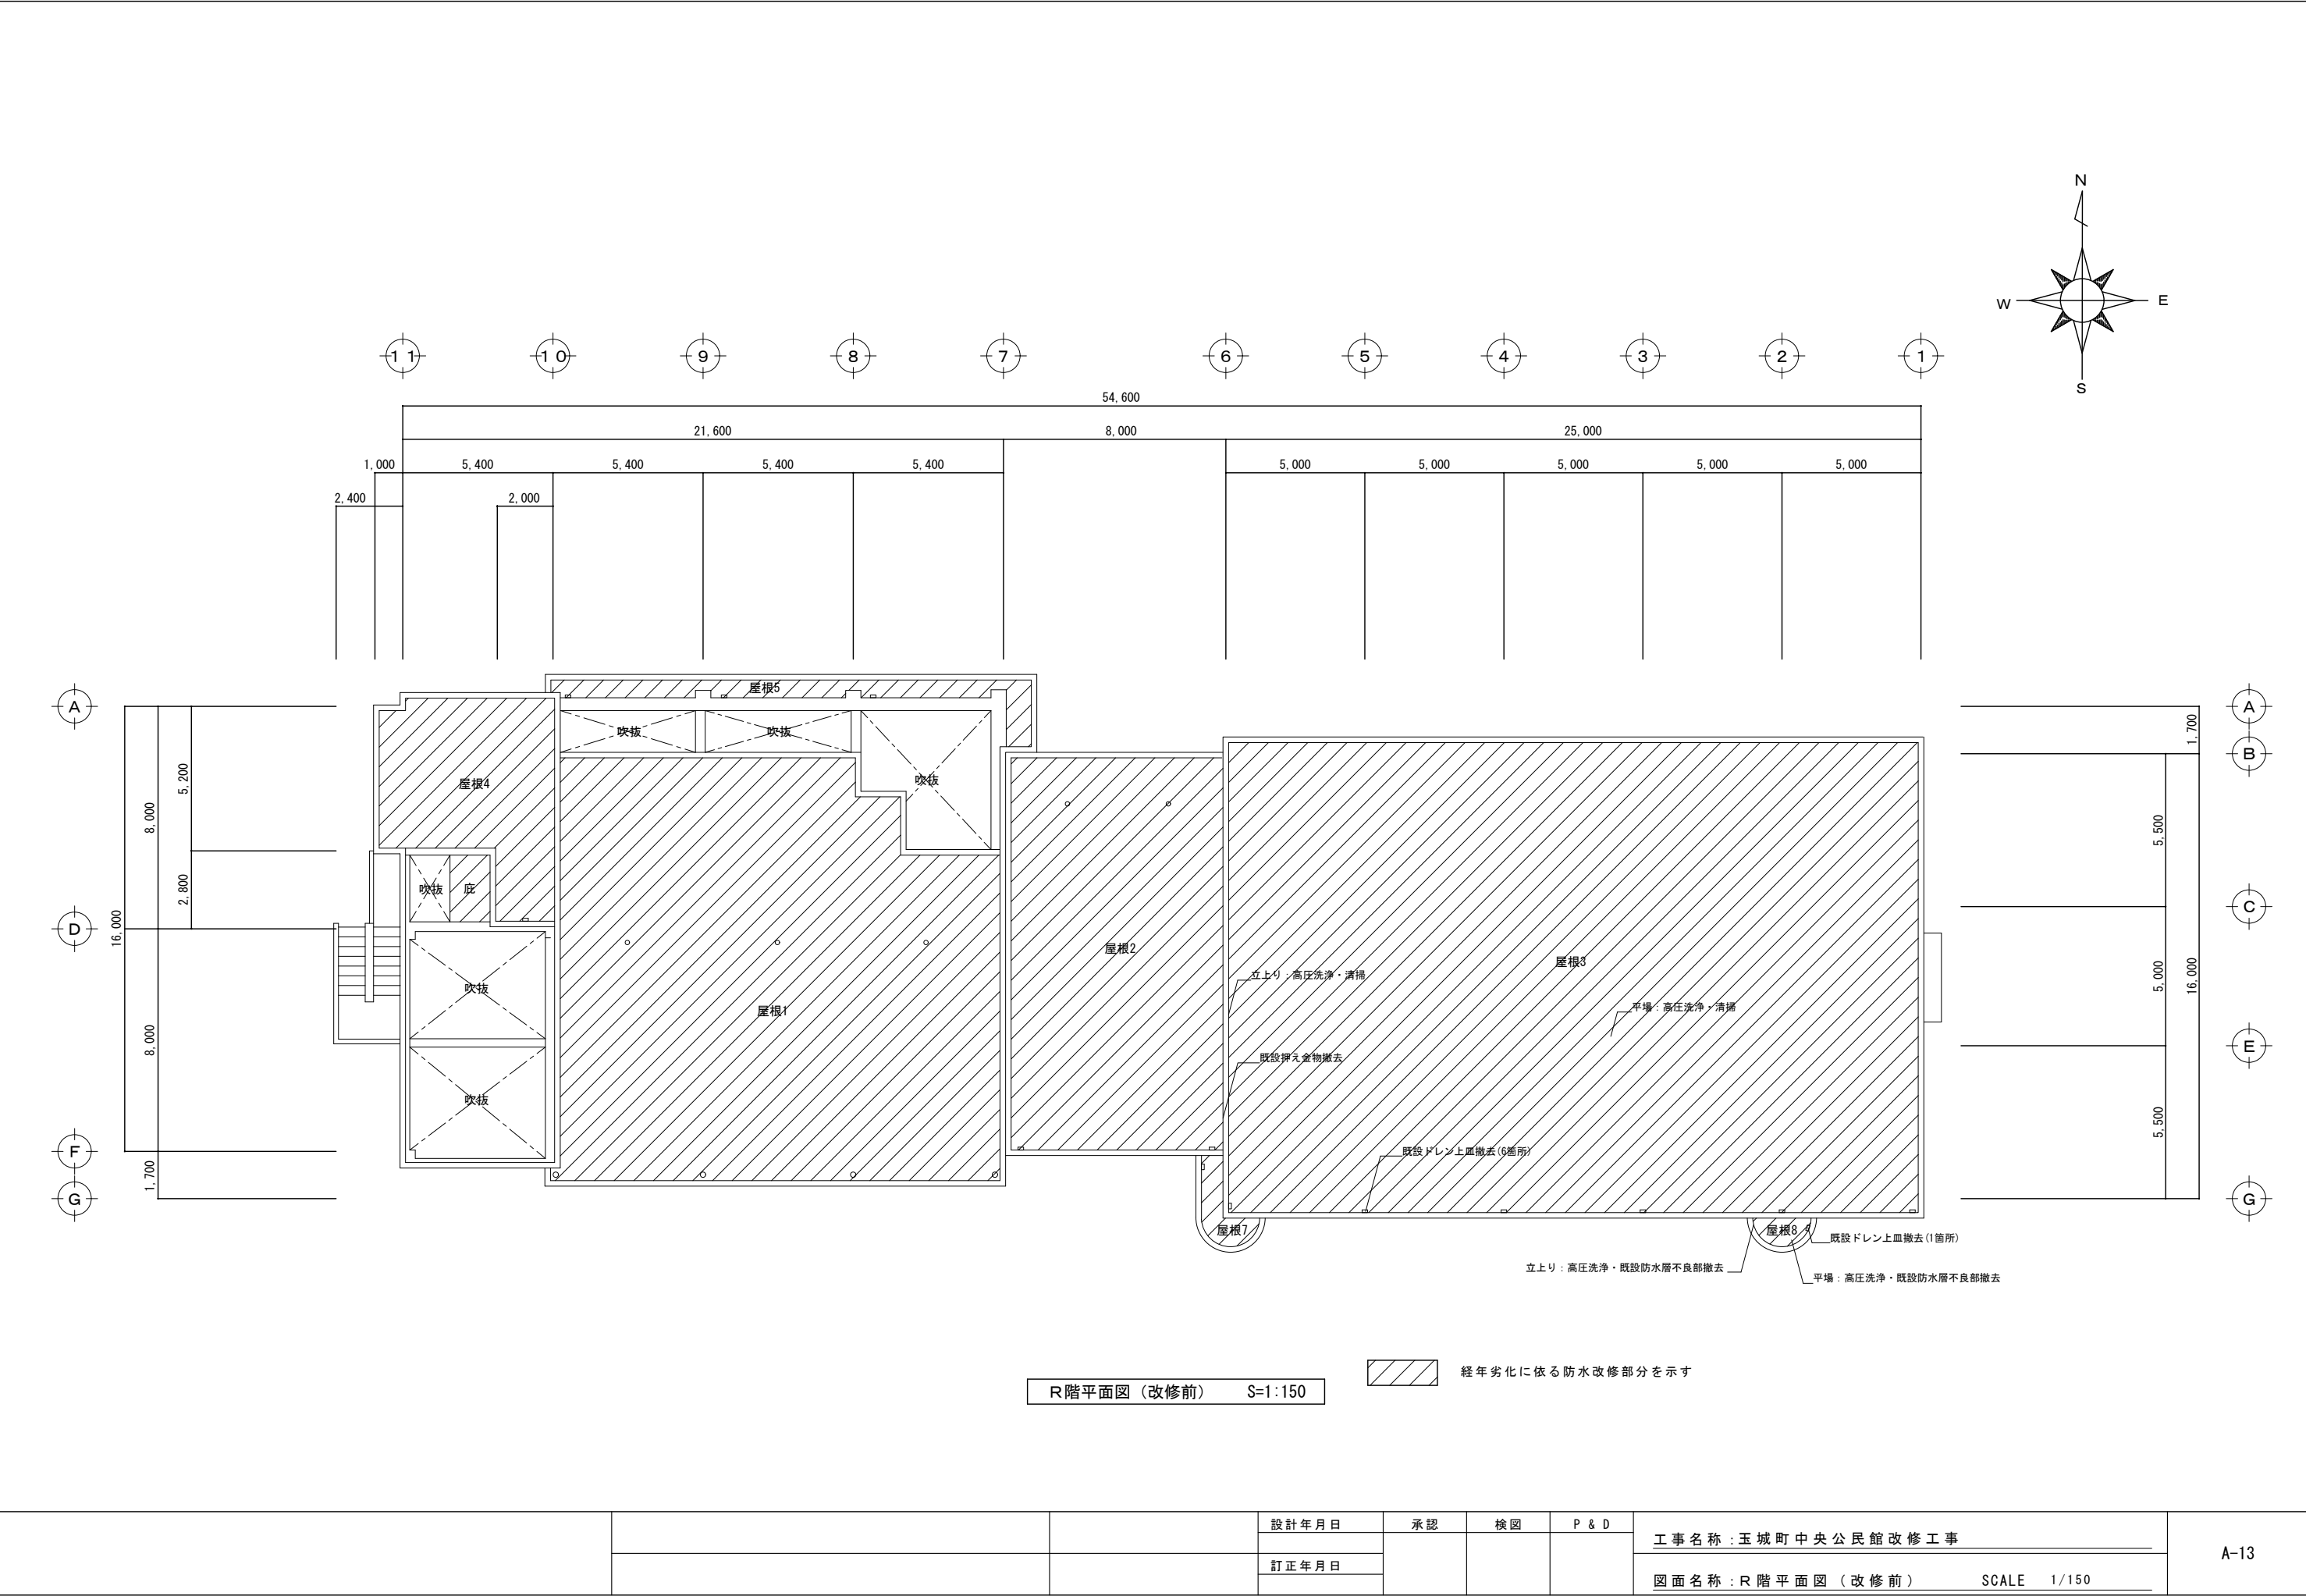 N
W E
S
11 10 9 8 7 6 5 4 3 2 1
54,600
21,600 8,000 25,000
1,000 5,400 5,400 5,400 5,400 5,000 5,000 5,000 5,000 5,000
2,400 2,000
A
D
F
G
16,000
8,000
8,000
1,700
5,200
2,800
A
B
C
E
G
1,700
5,500
5,000
5,500
16,000
屋根5
吹抜 吹抜
吹抜
屋根4
吹抜 庇
吹抜
吹抜
屋根1
屋根2
屋根3
立上り：高圧洗浄・清掃
平場：高圧洗浄・清掃
既設押え金物撤去
既設ドレン上皿撤去(6箇所)
屋根7
屋根8
既設ドレン上皿撤去(1箇所)
立上り：高圧洗浄・既設防水層不良部撤去
平場：高圧洗浄・既設防水層不良部撤去
経年劣化に依る防水改修部分を示す
R階平面図（改修前） S=1:150
設計年月日 承認 検図 P & D
訂正年月日
工事名称：玉城町中央公民館改修工事
図面名称：R階平面図（改修前） SCALE 1/150
A-13